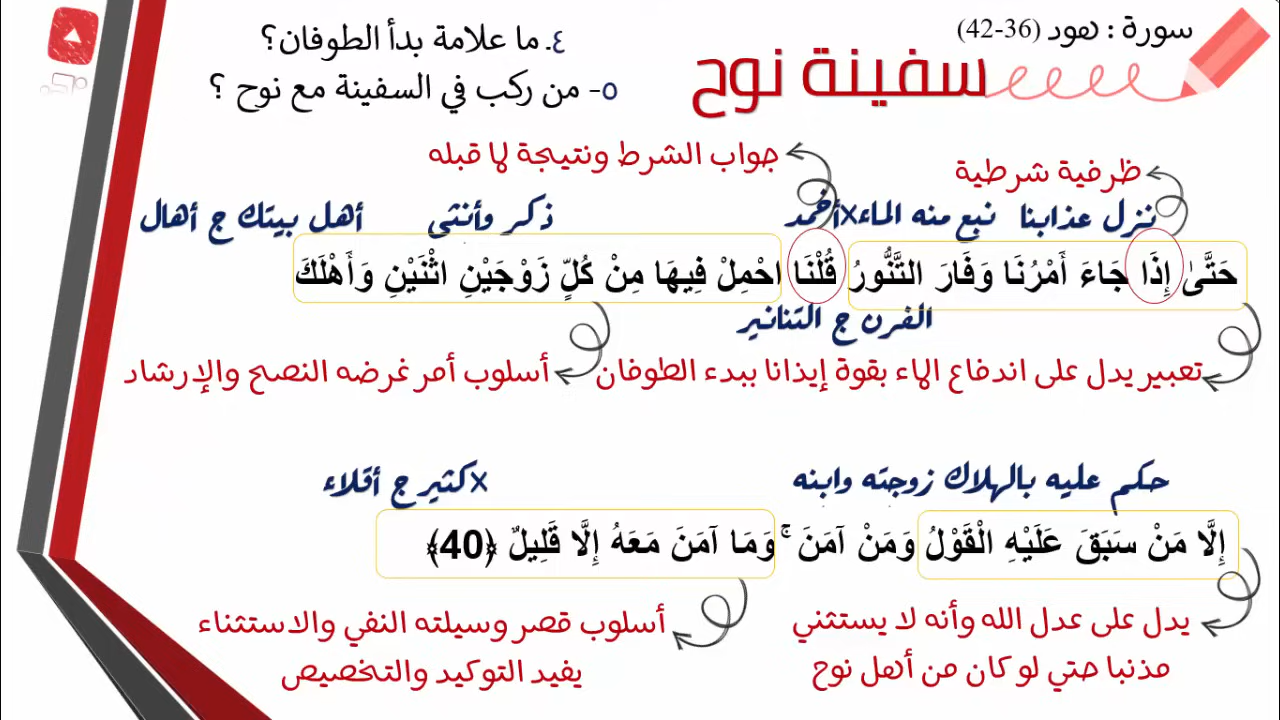 سورة : هود (36-42)
سفينة نوح
٤. ما علامة بدأ الطوفان؟
٥- من ركب في السفينة مع نوح ؟
جواب الشرط ونتيجة لما قبله
ظرفية شرطية
نزل عذابنا نبع منه الماء×أخمد ذكر وأنثى أهل بيتك ج أهال
حَتَّىٰ إِذَا جَاءَ أَمْرُنَا وَفَارَ التَّنُّورُ قُلْنَا احْمِلْ فِيهَا مِنْ كُلٍّ زَوْجَيْنِ اثْنَيْنِ وَأَهْلَكَ
الفرن ج التنانير
تعبير يدل على اندفاع الماء بقوة إيذانا ببدء الطوفان أسلوب أمر غرضه النصح والإرشاد
حكم عليه بالهلاك زوجته وابنه ×كثير ج أقلاء
إِلَّا مَنْ سَبَقَ عَلَيْهِ الْقَوْلُ وَمَنْ آمَنَ ۚ وَمَا آمَنَ مَعَهُ إِلَّا قَلِيلٌ ﴿40﴾
يدل على عدل الله وأنه لا يستثني
مذنبا حتي لو كان من أهل نوح
أسلوب قصر وسيلته النفي والاستثناء
يفيد التوكيد والتخصيص